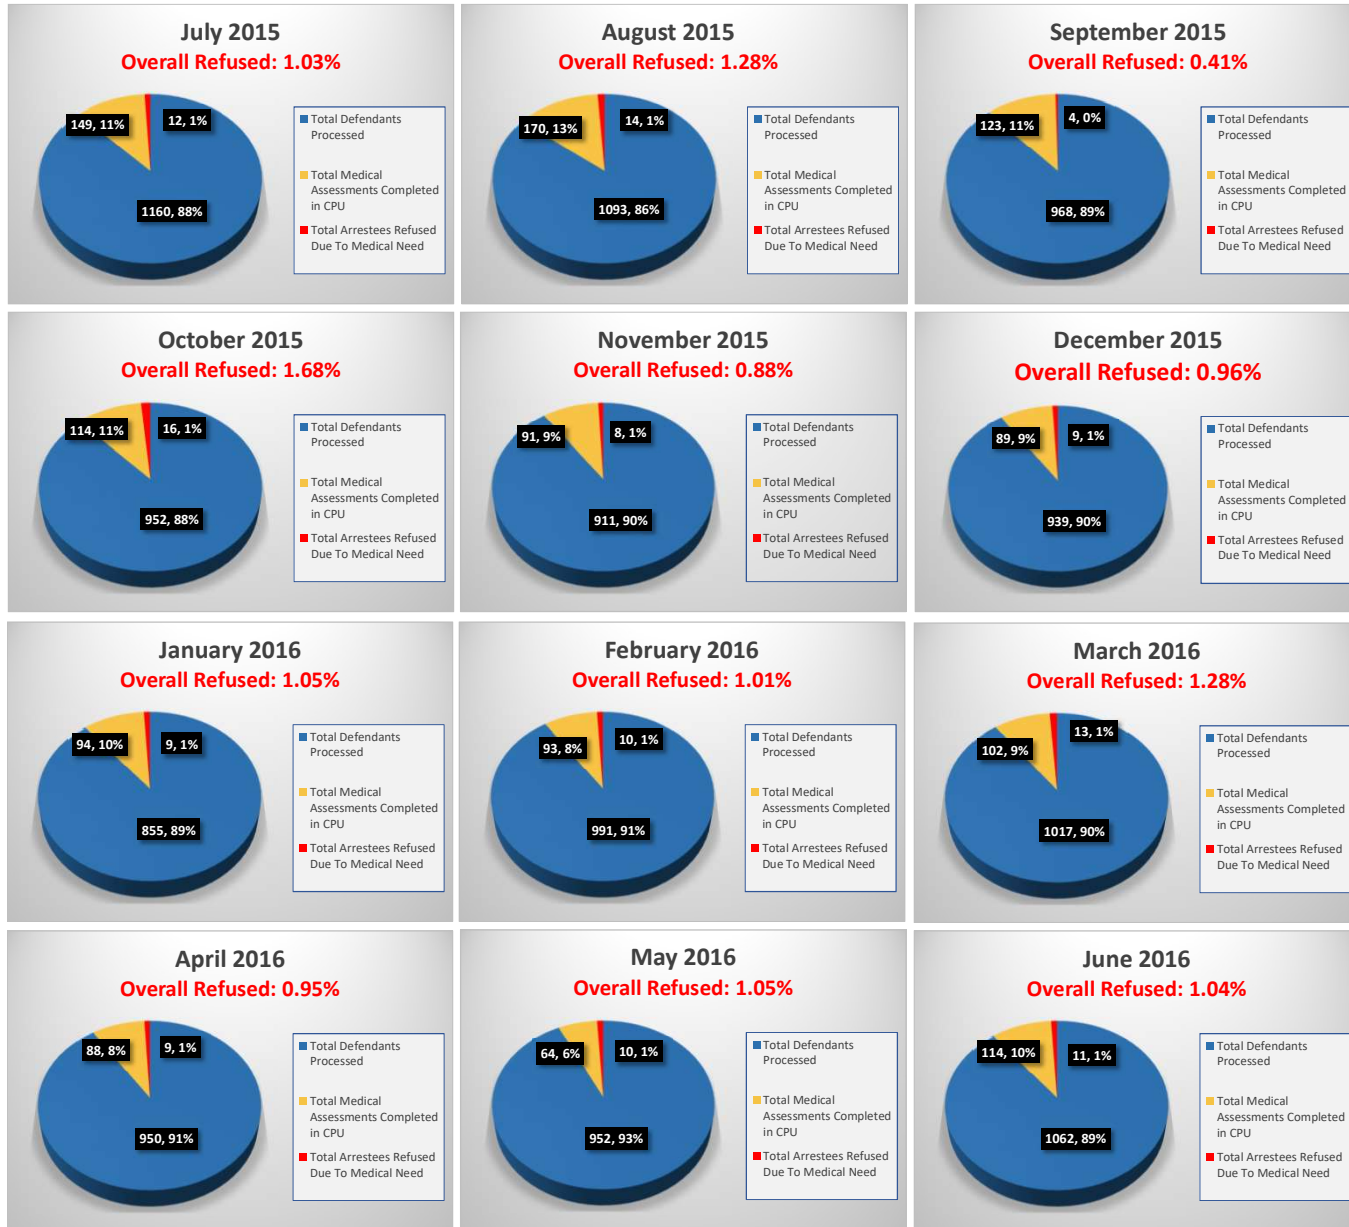 July 2015
Overall Refused: 1.03%
149, 11%
12, 1%
1160, 88%
Total Defendants
Processed
Total Medical
Assessments Completed
in CPU
Total Arrestees Refused
Due To Medical Need
August 2015
Overall Refused: 1.28%
170, 13%
14, 1%
1093, 86%
Total Defendants
Processed
Total Medical
Assessments Completed
in CPU
Total Arrestees Refused
Due To Medical Need
September 2015
Overall Refused: 0.41%
123, 11%
4, 0%
968, 89%
Total Defendants
Processed
Total Medical
Assessments Completed
in CPU
Total Arrestees Refused
Due To Medical Need
October 2015
Overall Refused: 1.68%
114, 11%
16, 1%
952, 88%
Total Defendants
Processed
Total Medical
Assessments Completed
in CPU
Total Arrestees Refused
Due To Medical Need
November 2015
Overall Refused: 0.88%
91, 9%
8, 1%
911, 90%
Total Defendants
Processed
Total Medical
Assessments Completed
in CPU
Total Arrestees Refused
Due To Medical Need
December 2015
Overall Refused: 0.96%
89, 9%
9, 1%
939, 90%
Total Defendants
Processed
Total Medical
Assessments Completed
in CPU
Total Arrestees Refused
Due To Medical Need
January 2016
Overall Refused: 1.05%
94, 10%
9, 1%
855, 89%
Total Defendants
Processed
Total Medical
Assessments Completed
in CPU
Total Arrestees Refused
Due To Medical Need
February 2016
Overall Refused: 1.01%
93, 8%
10, 1%
991, 91%
Total Defendants
Processed
Total Medical
Assessments Completed
in CPU
Total Arrestees Refused
Due To Medical Need
March 2016
Overall Refused: 1.28%
102, 9%
13, 1%
1017, 90%
Total Defendants
Processed
Total Medical
Assessments Completed
in CPU
Total Arrestees Refused
Due To Medical Need
April 2016
Overall Refused: 0.95%
88, 8%
9, 1%
950, 91%
Total Defendants
Processed
Total Medical
Assessments Completed
in CPU
Total Arrestees Refused
Due To Medical Need
May 2016
Overall Refused: 1.05%
64, 6%
10, 1%
952, 93%
Total Defendants
Processed
Total Medical
Assessments Completed
in CPU
Total Arrestees Refused
Due To Medical Need
June 2016
Overall Refused: 1.04%
114, 10%
11, 1%
1062, 89%
Total Defendants
Processed
Total Medical
Assessments Completed
in CPU
Total Arrestees Refused
Due To Medical Need